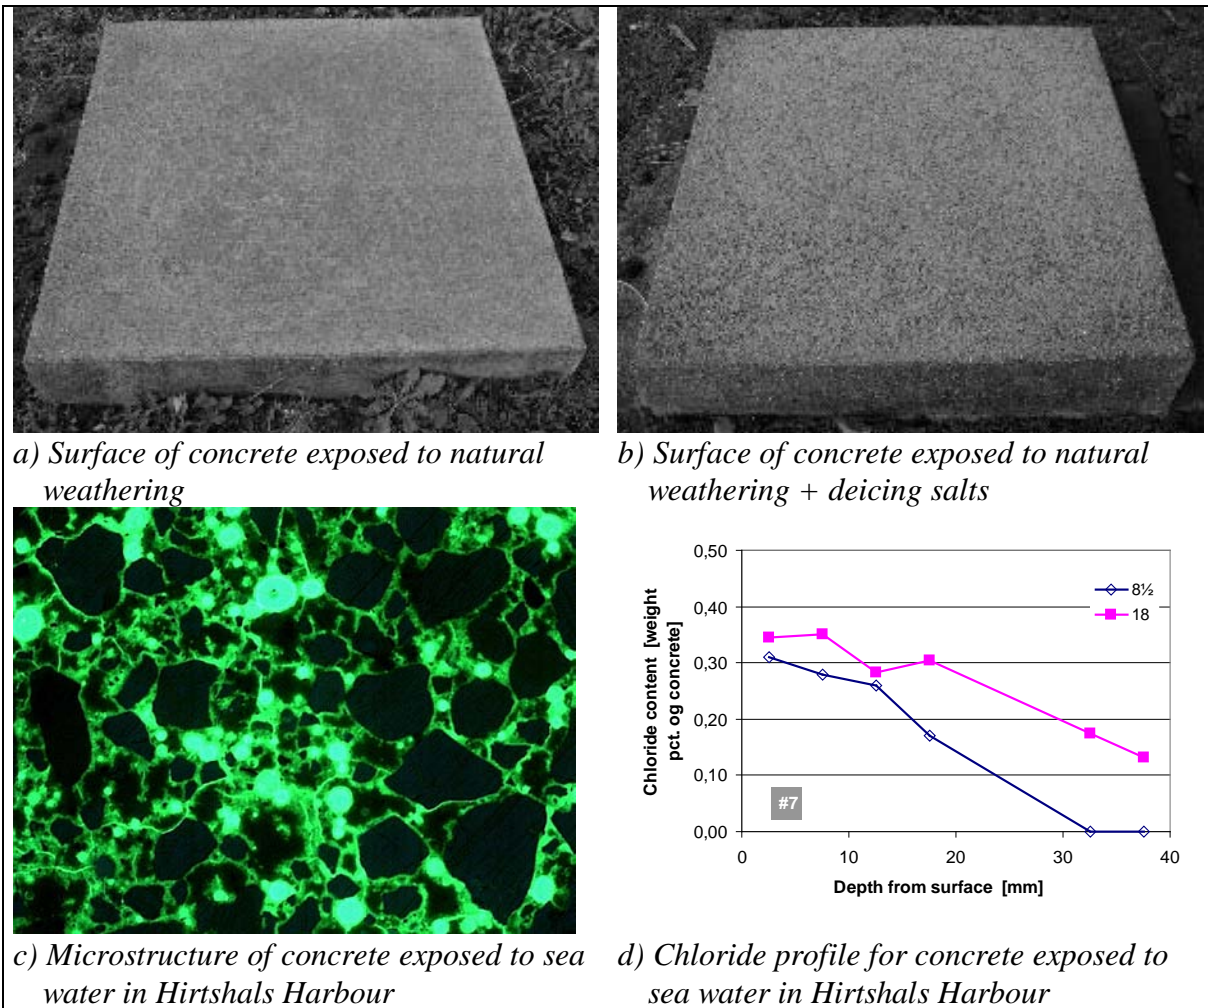 a) Surface of concrete exposed to natural
weathering
b) Surface of concrete exposed to natural
weathering + deicing salts
c) Microstructure of concrete exposed to sea
water in Hirtshals Harbour
0,50
0,40
0,30
0,20
0,10
0,00
Chloride content [weight
pct. og concrete]
8½
18
#7
0 10 20 30 40
Depth from surface [mm]
d) Chloride profile for concrete exposed to
sea water in Hirtshals Harbour